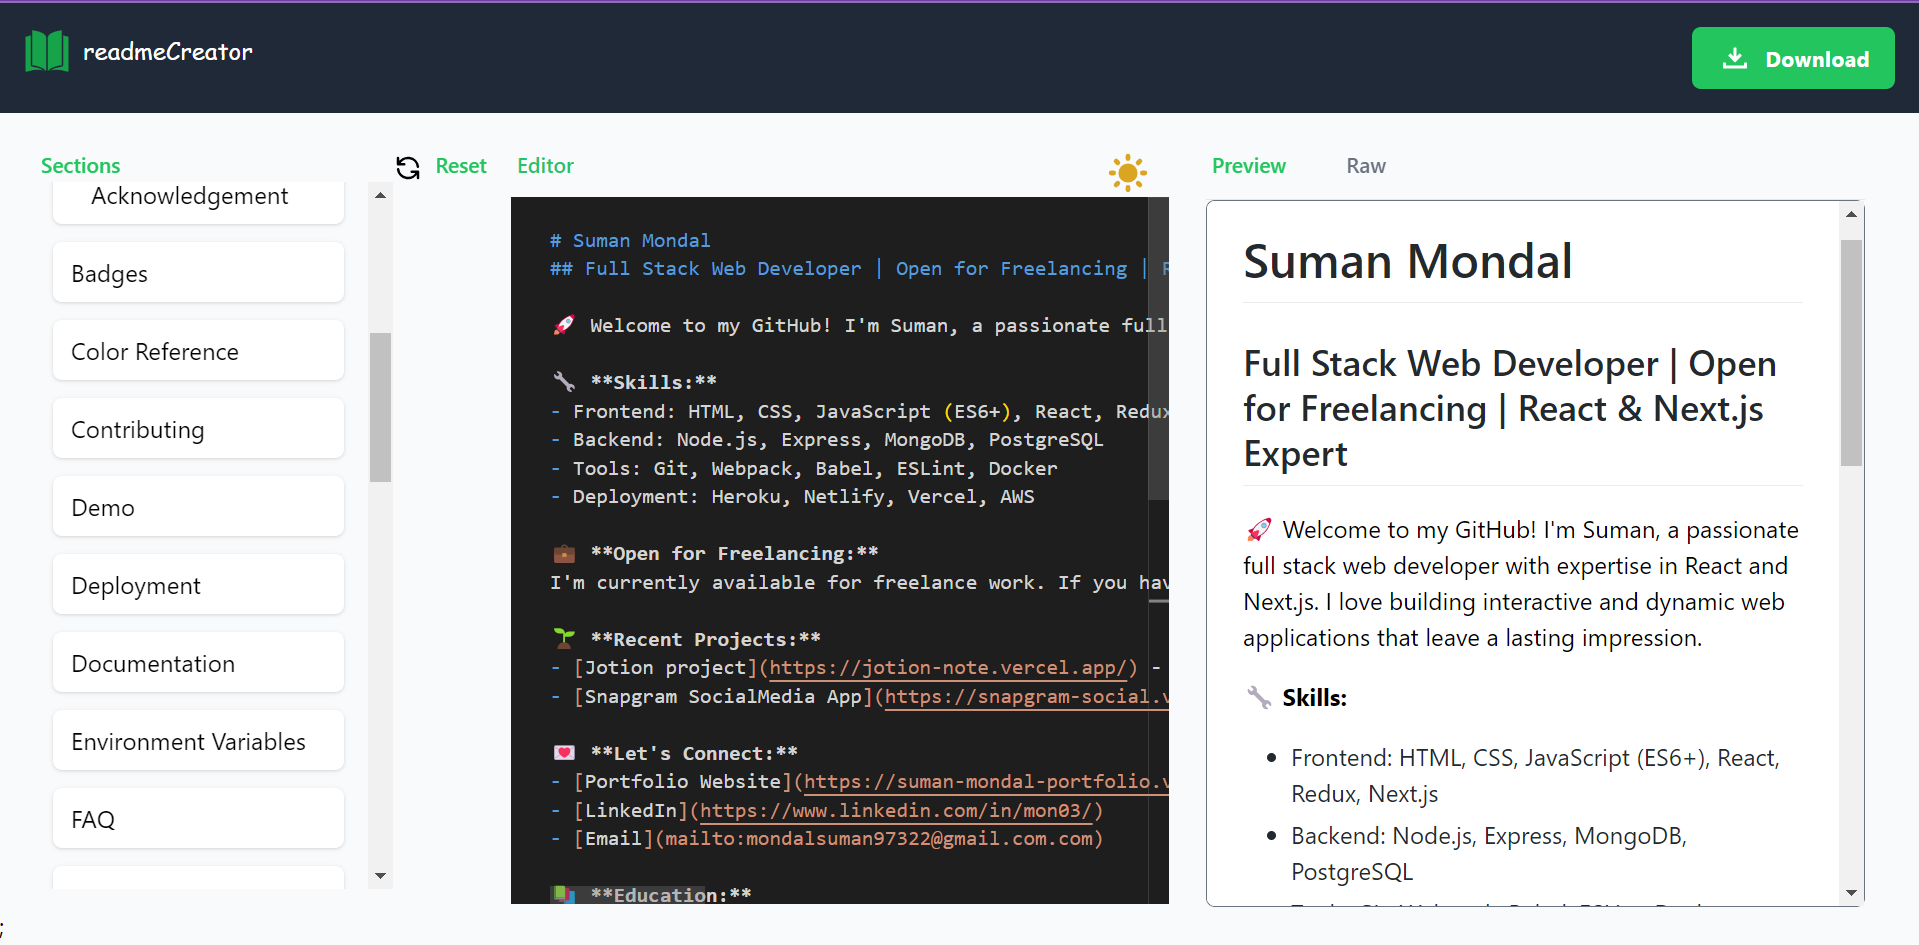 readmeCreator
Download
Sections
Reset
Editor
Preview
Raw
Acknowledgement
Badges
Color Reference
Contributing
Demo
Deployment
Documentation
Environment Variables
FAQ
# Suman Mondal
## Full Stack Web Developer | Open for Freelancing | R
🚀 Welcome to my GitHub! I'm Suman, a passionate full
🔧 **Skills:**
- Frontend: HTML, CSS, JavaScript (ES6+), React, Redux
- Backend: Node.js, Express, MongoDB, PostgreSQL
- Tools: Git, Webpack, Babel, ESLint, Docker
- Deployment: Heroku, Netlify, Vercel, AWS
💼 **Open for Freelancing:**
I'm currently available for freelance work. If you hav
🌱 **Recent Projects:**
- [Jotion project](https://jotion-note.vercel.app/) -
- [Snapgram SocialMedia App](https://snapgram-social.v
💌 **Let's Connect:**
- [Portfolio Website](https://suman-mondal-portfolio.v
- [LinkedIn](https://www.linkedin.com/in/mon03/)
- [Email](mailto:mondalsuman97322@gmail.com.com)
📚 **Education:**
Suman Mondal
Full Stack Web Developer | Open
for Freelancing | React & Next.js
Expert
🚀 Welcome to my GitHub! I'm Suman, a passionate
full stack web developer with expertise in React and
Next.js. I love building interactive and dynamic web
applications that leave a lasting impression.
🔧 Skills:
• Frontend: HTML, CSS, JavaScript (ES6+), React,
Redux, Next.js
• Backend: Node.js, Express, MongoDB,
PostgreSQL
;